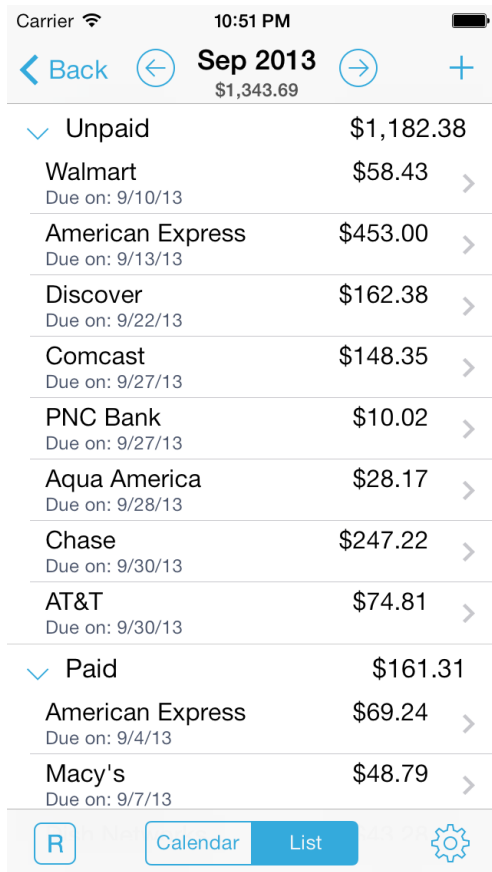 Carrier 10:51 PM
Back Sep 2013
$1,343.69
Unpaid $1,182.38
Walmart $58.43
Due on: 9/10/13
American Express $453.00
Due on: 9/13/13
Discover $162.38
Due on: 9/22/13
Comcast $148.35
Due on: 9/27/13
PNC Bank $10.02
Due on: 9/27/13
Aqua America $28.17
Due on: 9/28/13
Chase $247.22
Due on: 9/30/13
AT&T $74.81
Due on: 9/30/13
Paid $161.31
American Express $69.24
Due on: 9/4/13
Macy's $48.79
Due on: 9/7/13
R Calendar List